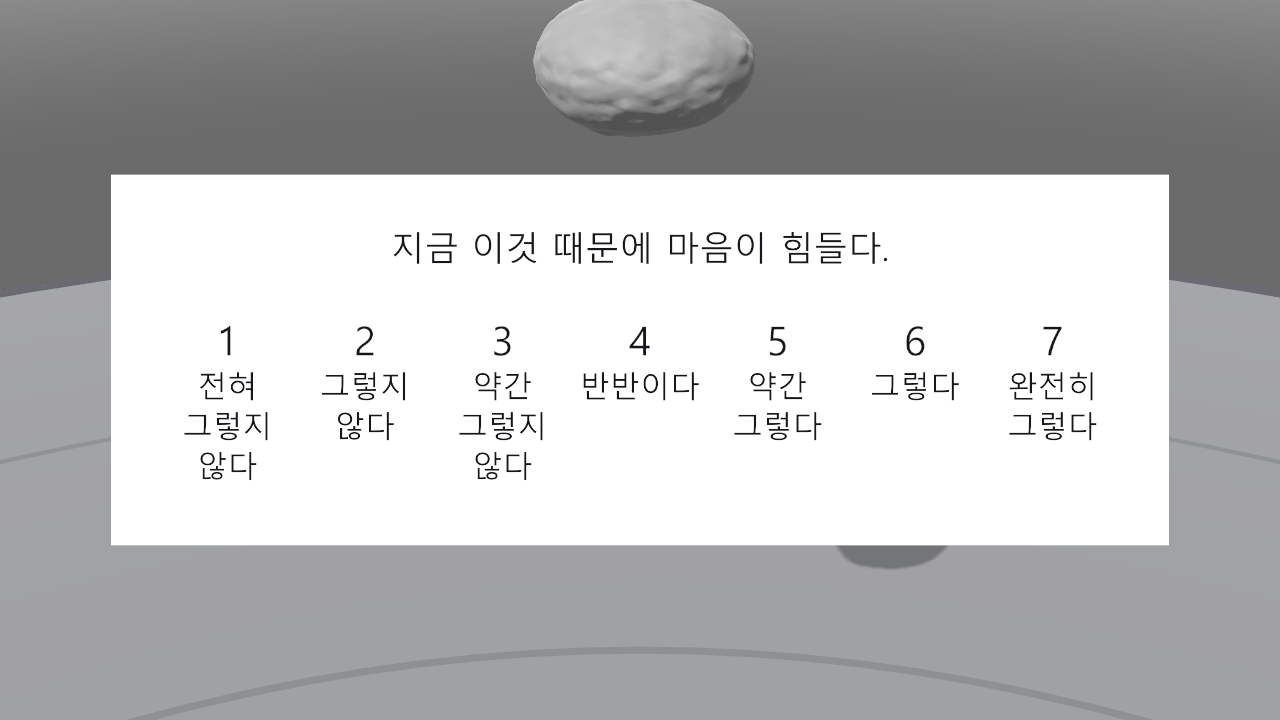 지금 이것 때문에 마음이 힘들다.
1 2 3 4 5 6 7
전혀 그렇지 약간 반반이다 약간 그렇다 완전히
그렇지 않다 그렇지 그렇다 그렇다
않다 않다